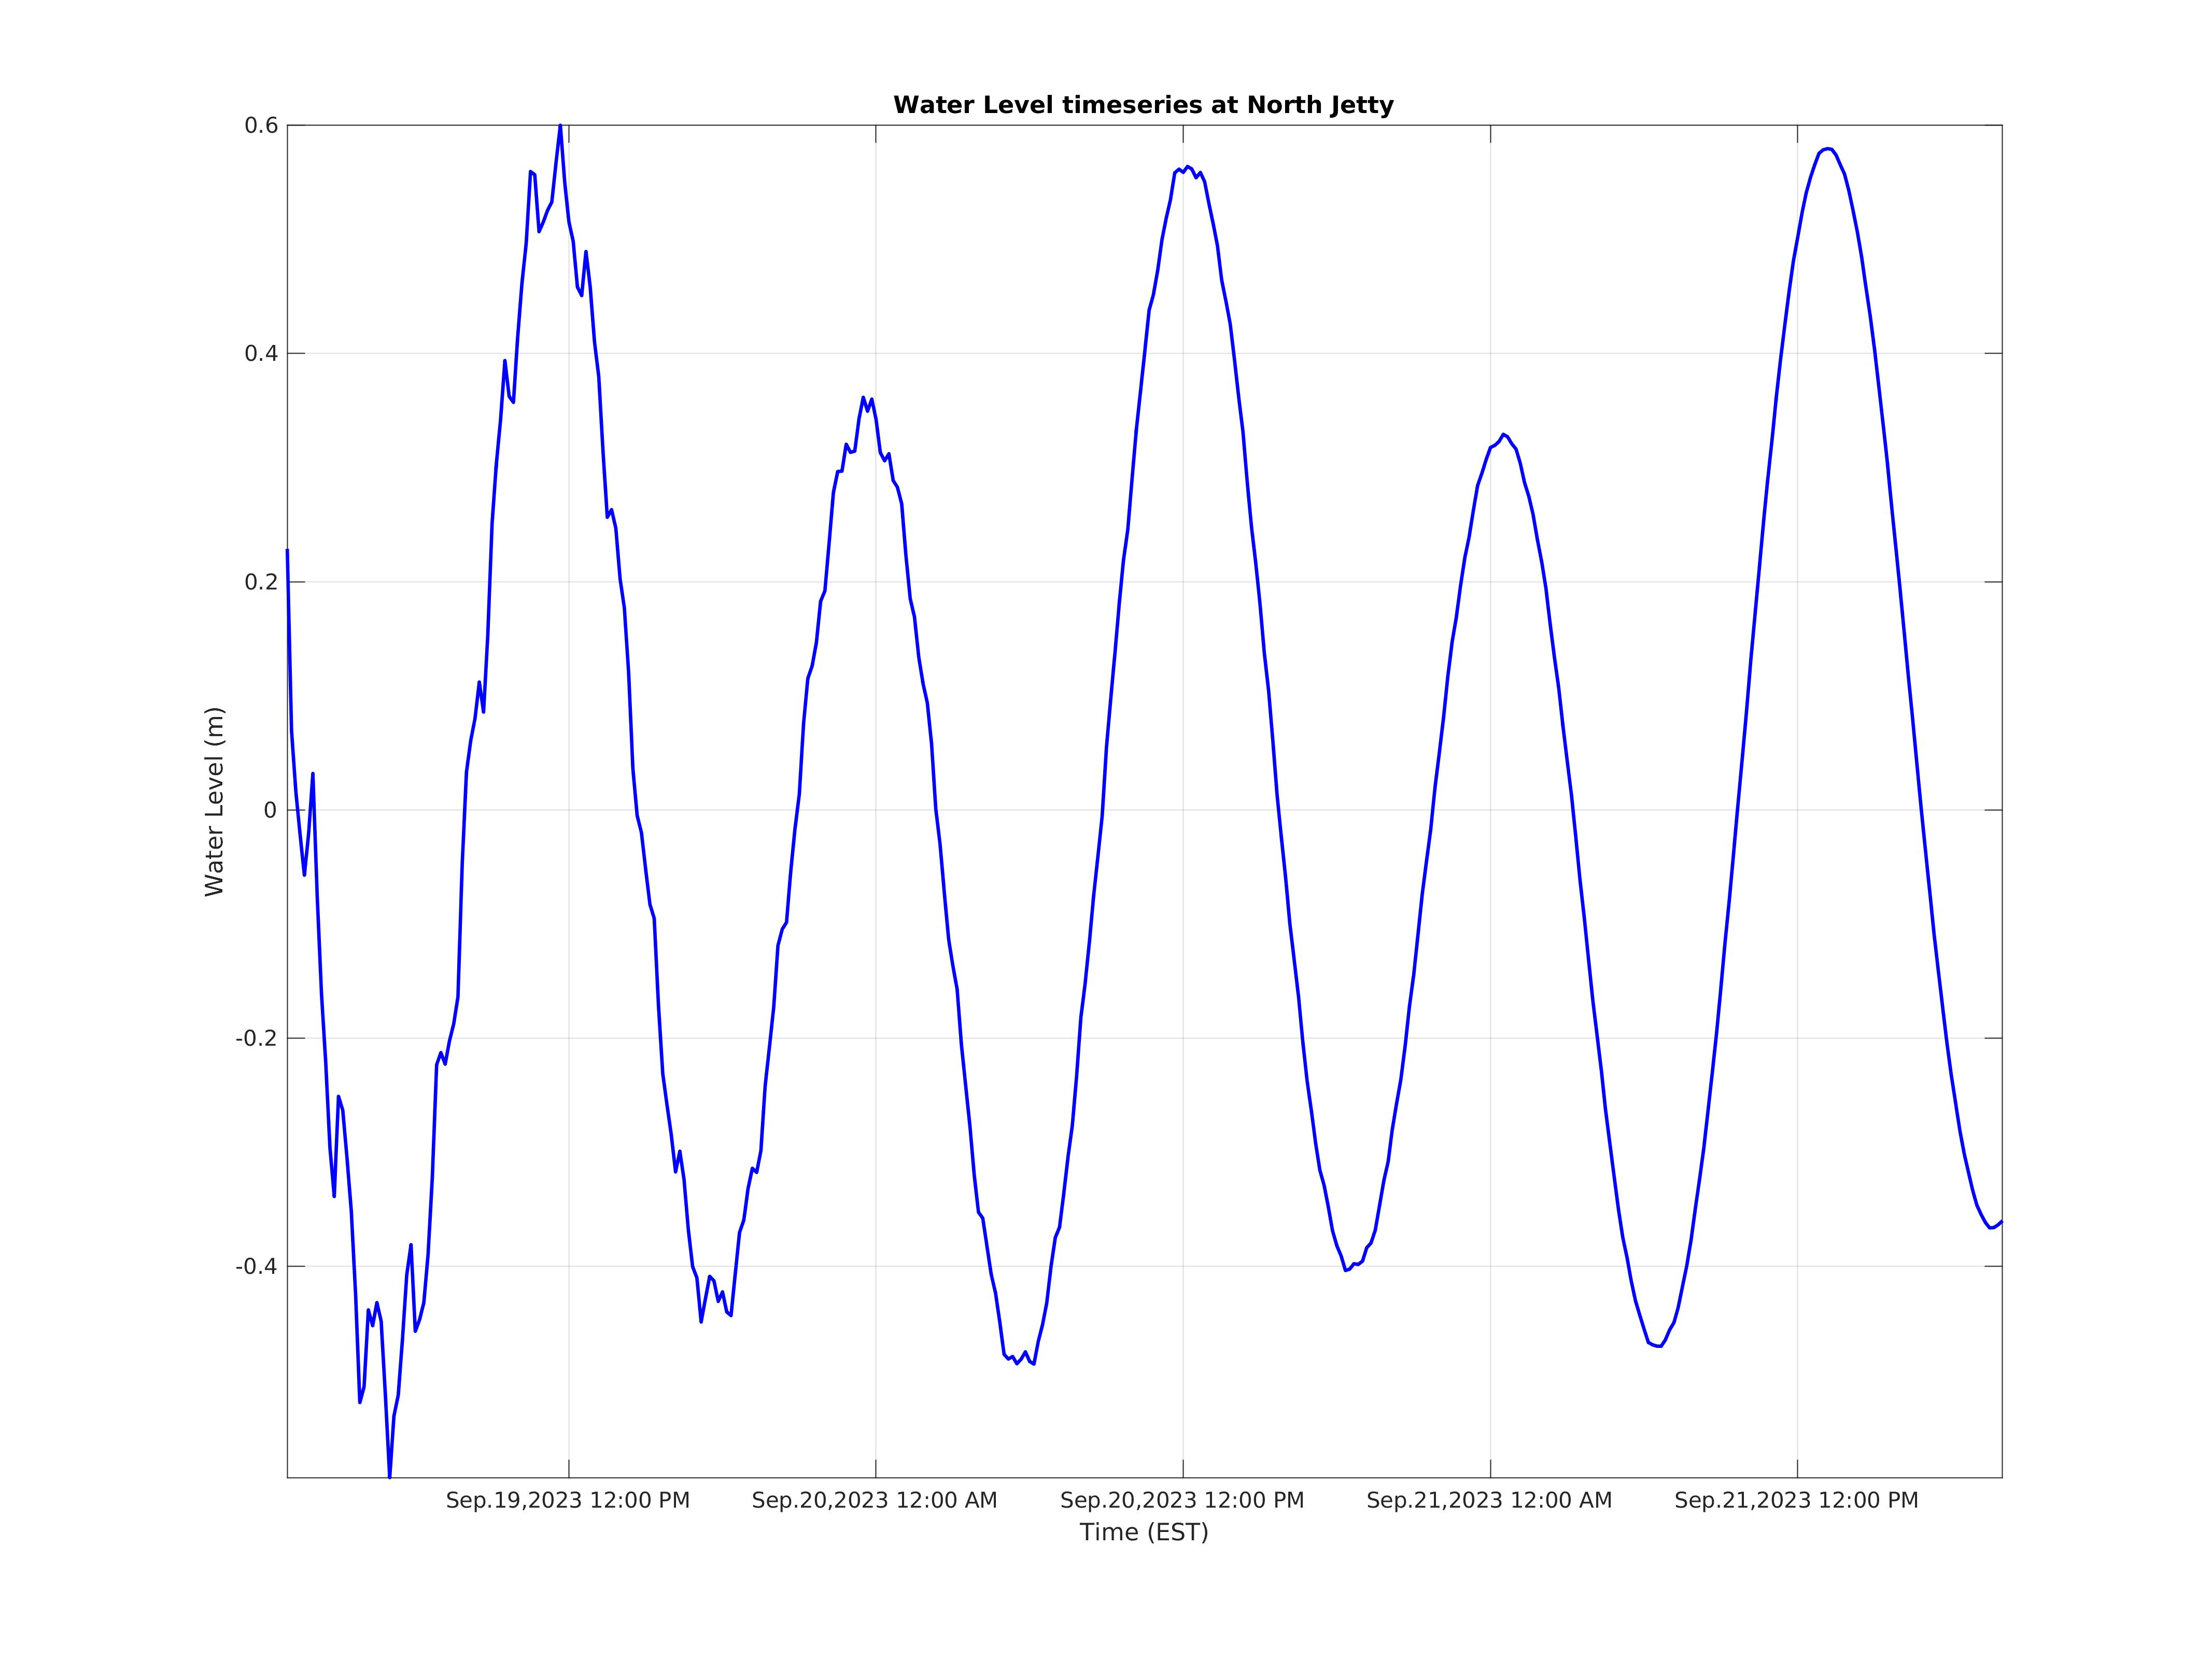 Water Level timeseries at North Jetty
0.6
0.4
0.2
0
-0.2
-0.4
Water Level (m)
Sep.19,2023 12:00 PM
Sep.20,2023 12:00 AM
Sep.20,2023 12:00 PM
Sep.21,2023 12:00 AM
Sep.21,2023 12:00 PM
Time (EST)